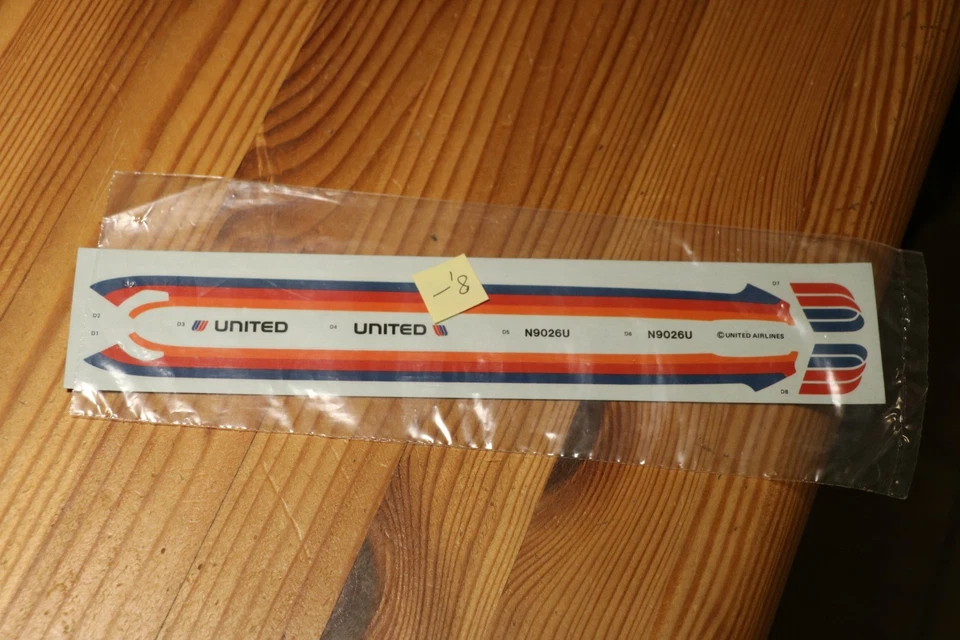 -'8
D7
D2
D3 UNITED
D4 UNITED
D5 N9026U
D6 N9026U
©UNITED AIRLINES
D1
D8